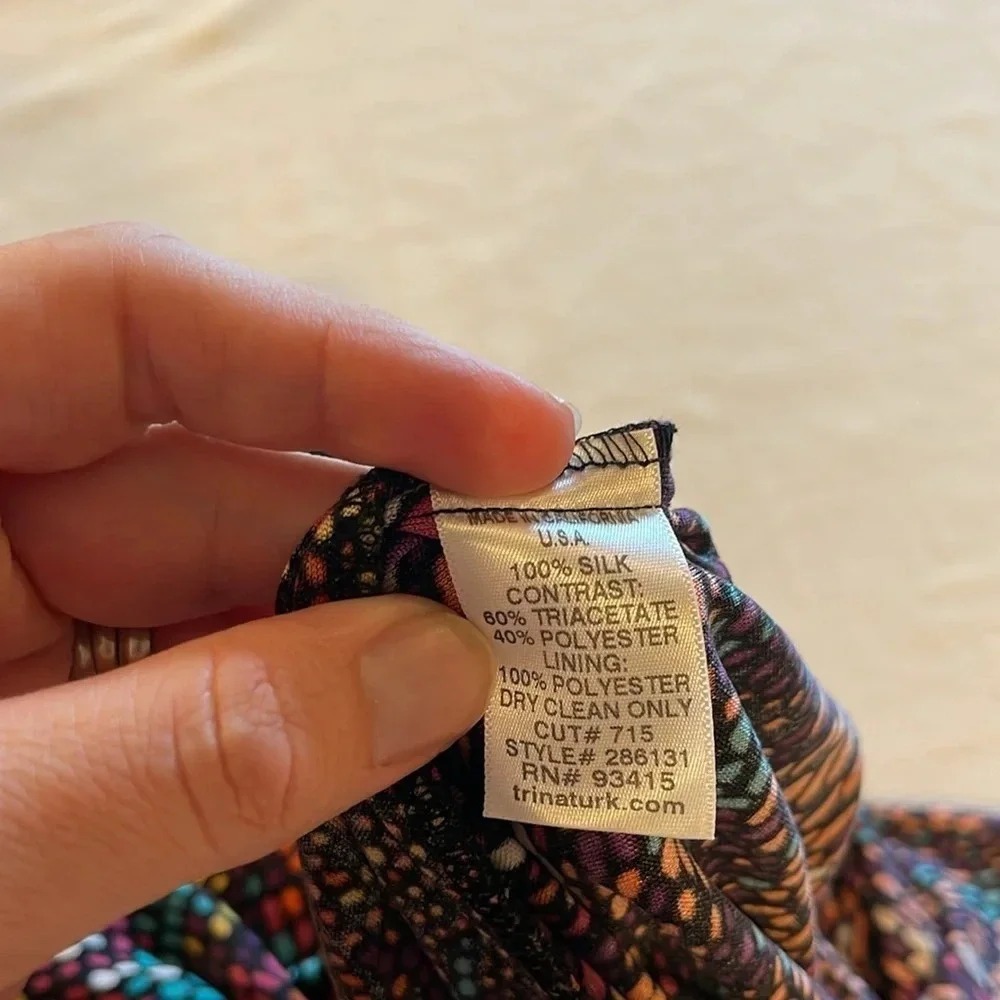 MADE IN CALIFORNIA
U.S.A.
100% SILK
CONTRAST:
60% TRIACETATE
40% POLYESTER
LINING:
100% POLYESTER
DRY CLEAN ONLY
CUT# 715
STYLE# 286131
RN# 93415
trinaturk.com